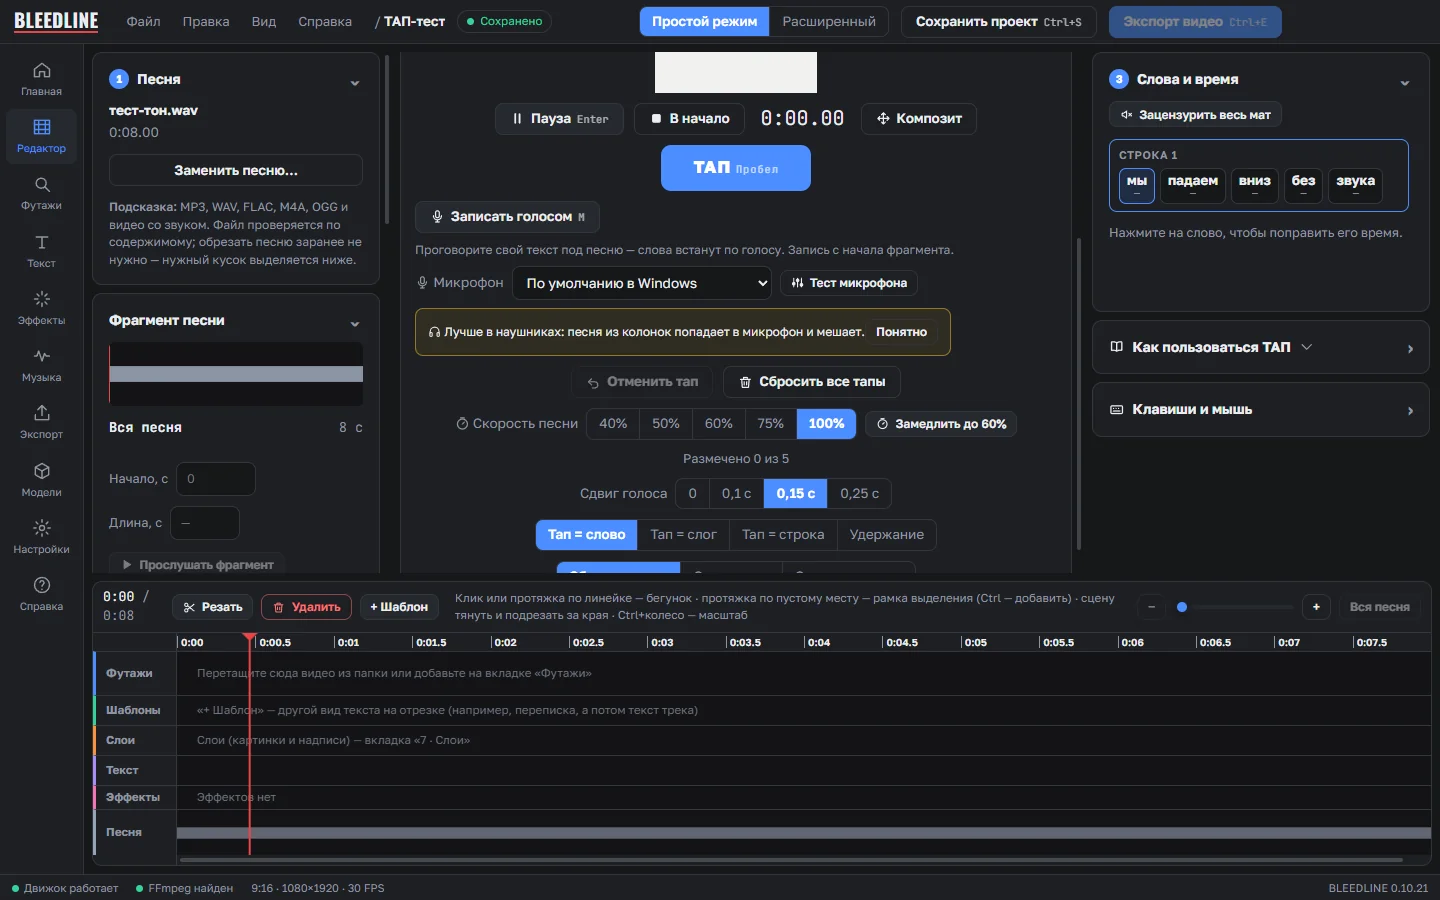 BLEEDLINE Файл Правка Вид Справка / ТАП-тест Сохранено Простой режим Расширенный Сохранить проект Ctrl+S Экспорт видео Ctrl+E
Главная
Редактор
Футажи
Текст
Эффекты
Музыка
Экспорт
Модели
Настройки
Справка
1 Песня
тест-тон.wav
0:08.00
Заменить песню...
Подсказка: MP3, WAV, FLAC, M4A, OGG и
видео со звуком. Файл проверяется по
содержимому; обрезать песню заранее не
нужно — нужный кусок выделяется ниже.
Фрагмент песни
Вся песня 8 с
Начало, с 0
Длина, с —
Прослушать фрагмент
Пауза Enter В начало 0:00.00 Композит
ТАП Пробел
Записать голосом M
Проговорите свой текст под песню — слова встанут по голосу. Запись с начала фрагмента.
Микрофон По умолчанию в Windows Тест микрофона
Лучше в наушниках: песня из колонок попадает в микрофон и мешает. Понятно
Отменить тап Сбросить все тапы
Скорость песни 40% 50% 60% 75% 100% Замедлить до 60%
Размечено 0 из 5
Сдвиг голоса 0 0,1 с 0,15 с 0,25 с
Тап = слово Тап = слог Тап = строка Удержание
3 Слова и время
Зацензурить весь мат
СТРОКА 1
мы падаем вниз без звука
– – – – –
Нажмите на слово, чтобы поправить его время.
Как пользоваться ТАП
Клавиши и мышь
0:00 /
0:08
Резать Удалить + Шаблон
Клик или протяжка по линейке — бегунок · протяжка по пустому месту — рамка выделения (Ctrl — добавить) · сцену
тянуть и подрезать за края · Ctrl+колесо — масштаб
− + Вся песня
0:00 0:00.5 0:01 0:01.5 0:02 0:02.5 0:03 0:03.5 0:04 0:04.5 0:05 0:05.5 0:06 0:06.5 0:07 0:07.5
Футажи Перетащите сюда видео из папки или добавьте на вкладке «Футажи»
Шаблоны «+ Шаблон» — другой вид текста на отрезке (например, переписка, а потом текст трека)
Слои Слои (картинки и надписи) — вкладка «7 · Слои»
Текст
Эффекты Эффектов нет
Песня
Движок работает FFmpeg найден 9:16 · 1080×1920 · 30 FPS BLEEDLINE 0.10.21